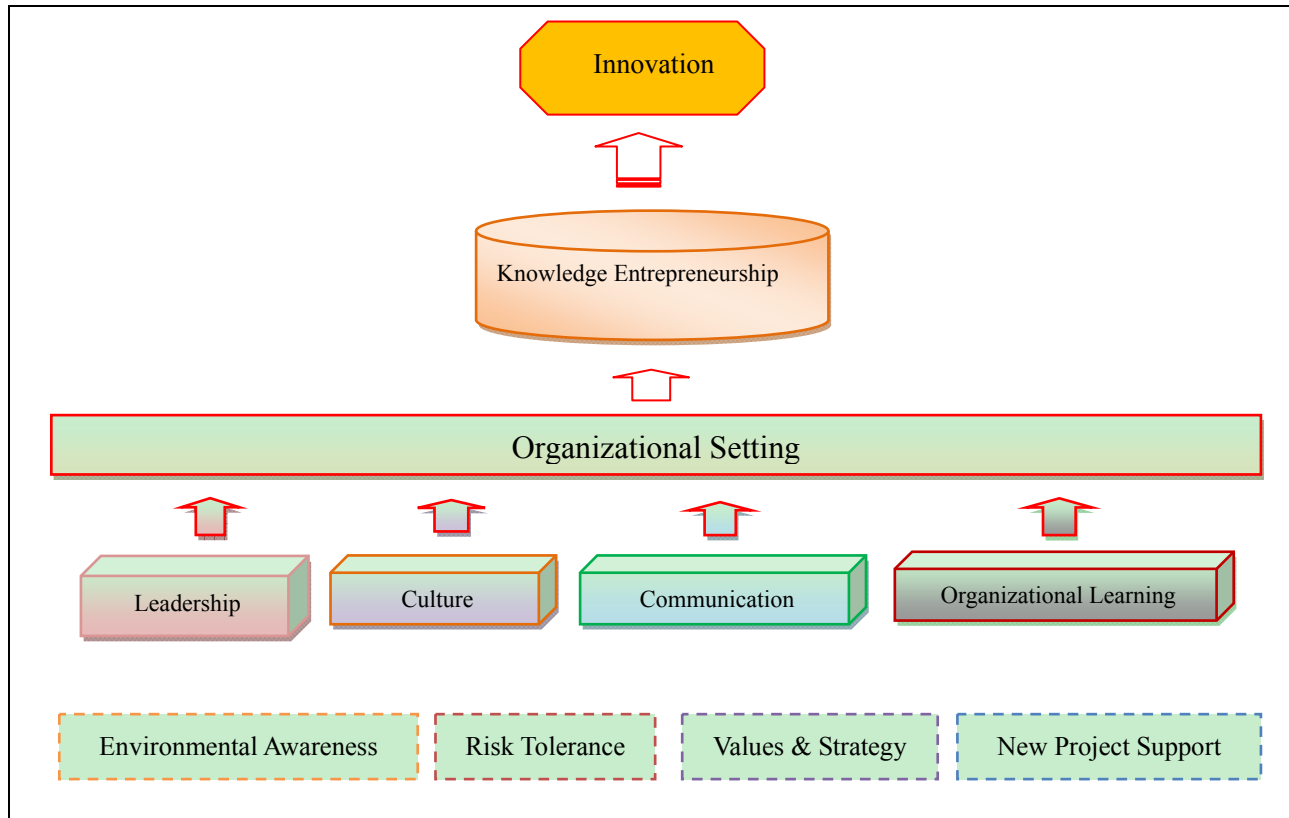 Innovation
Knowledge Entrepreneurship
Organizational Setting
Leadership
Culture
Communication
Organizational Learning
Environmental Awareness
Risk Tolerance
Values & Strategy
New Project Support